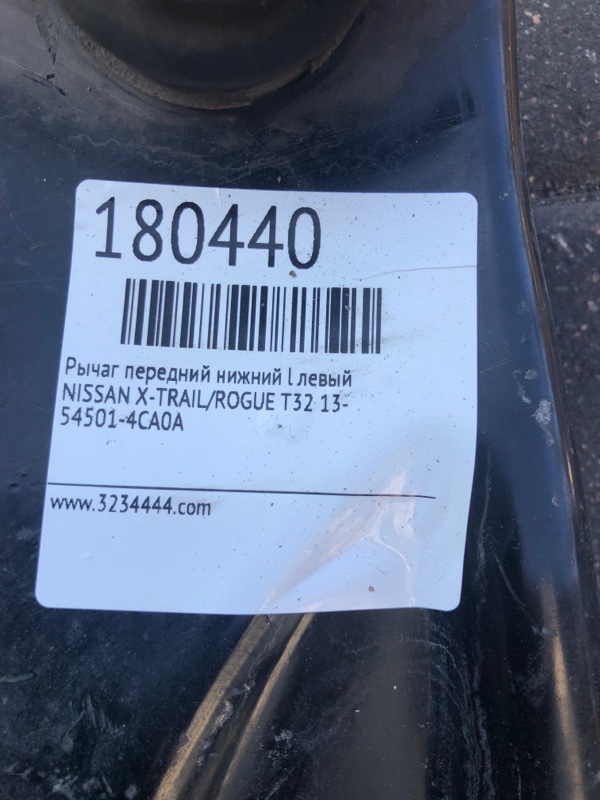 180440
Рычаг передний нижний l левый
NISSAN X-TRAIL/ROGUE T32 13-
54501-4CA0A
www.3234444.com